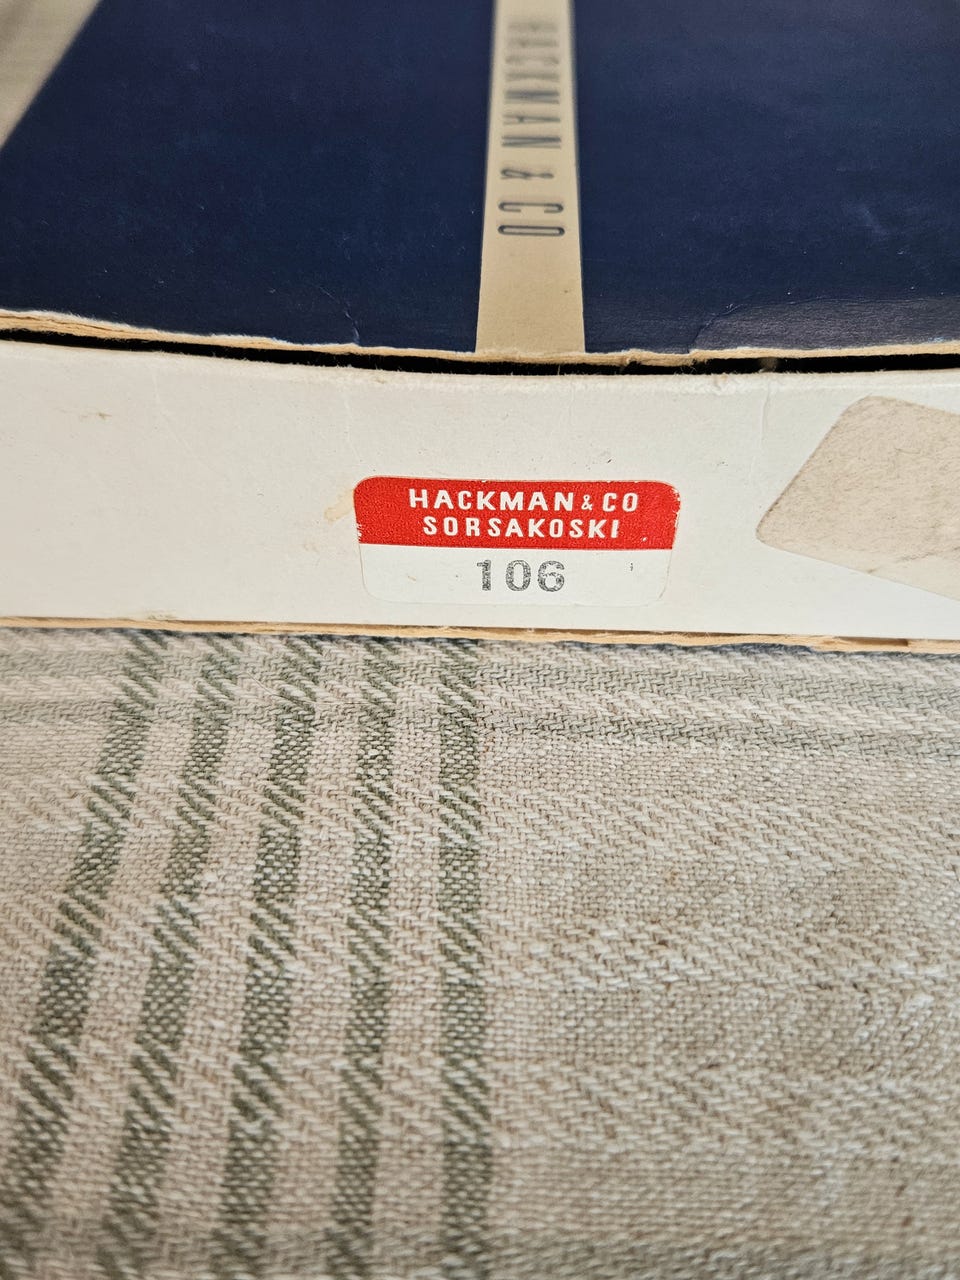 HACKMAN & CO
HACKMAN & CO
SORSAKOSKI
106